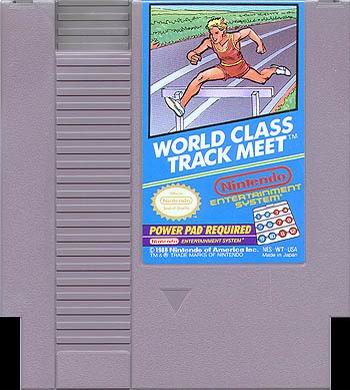 WORLD CLASS
TRACK MEET™
Nintendo
ENTERTAINMENT
SYSTEM
POWER PAD REQUIRED
Nintendo ENTERTAINMENT SYSTEM
© 1988 Nintendo of America Inc.
TM & ® TRADE MARKS OF NINTENDO
NES-WT-USA
Made in Japan